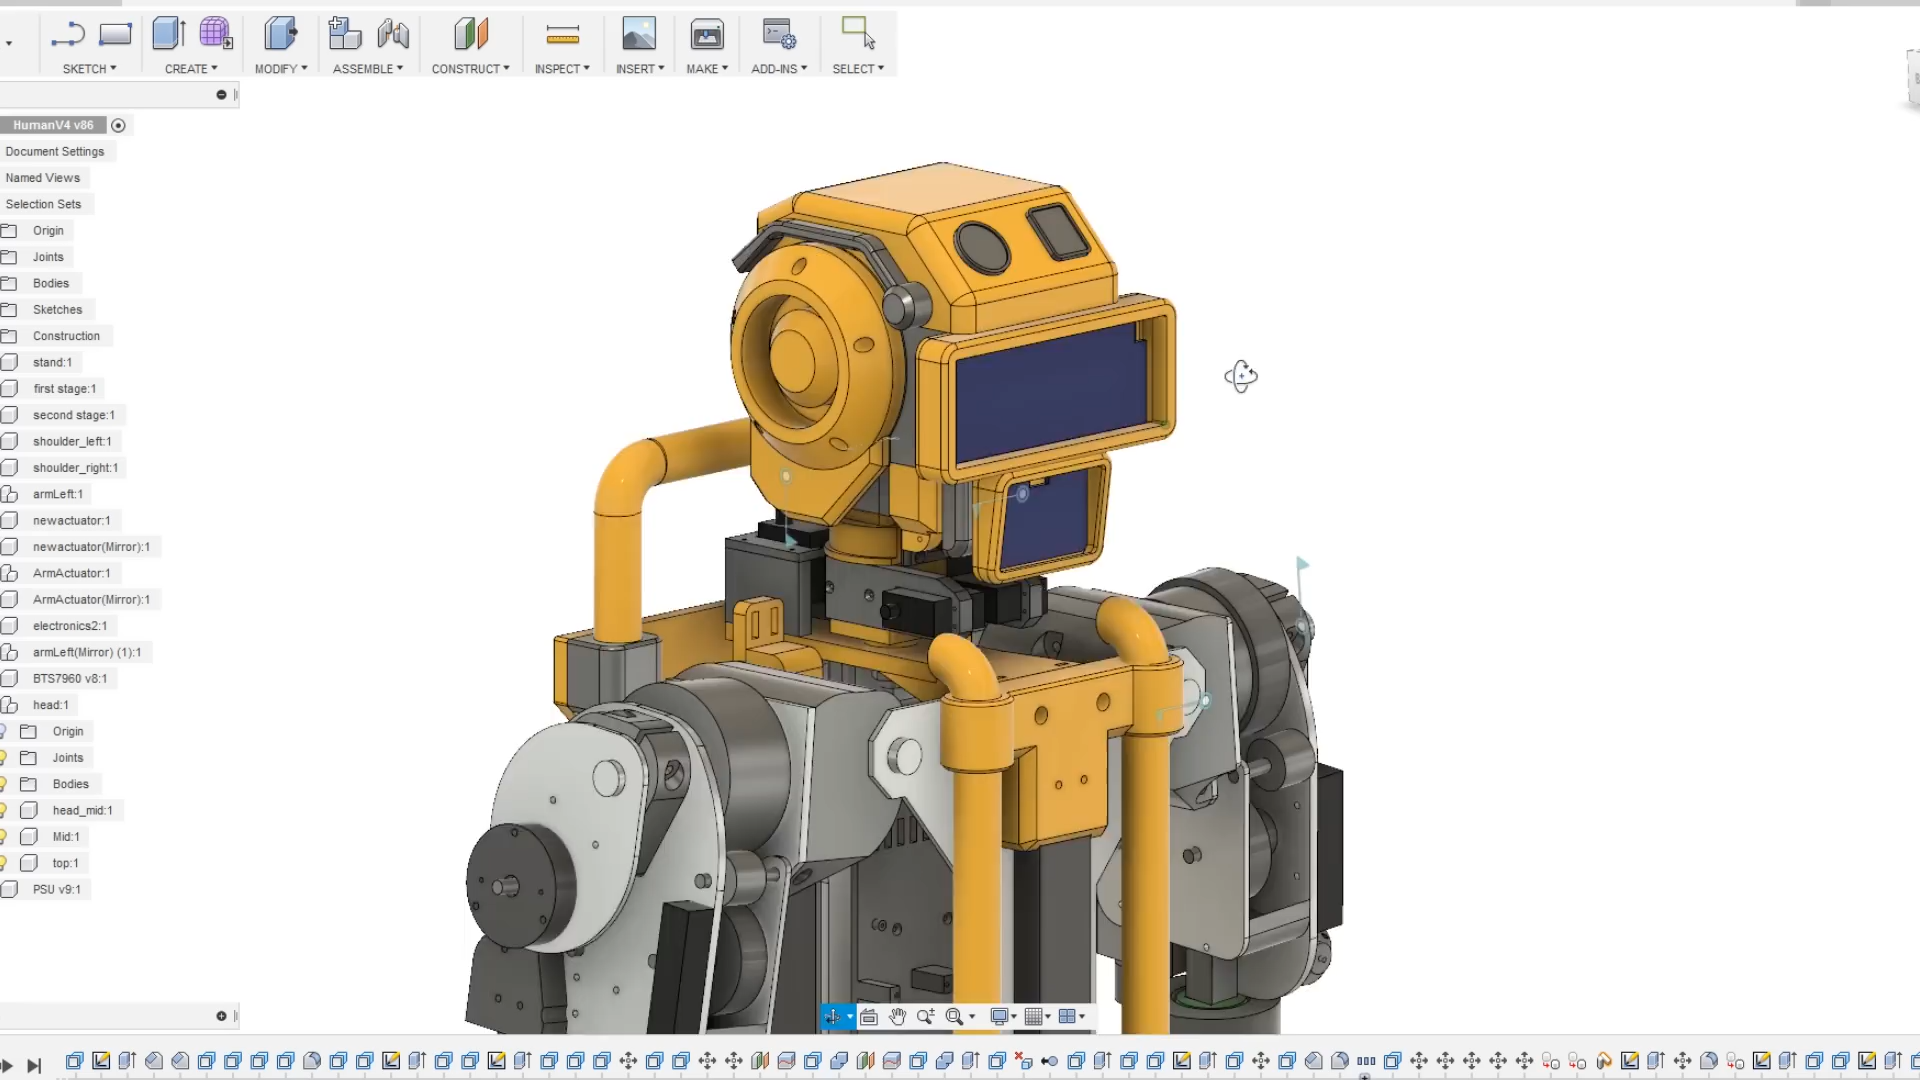 SKETCH CREATE MODIFY ASSEMBLE CONSTRUCT INSPECT INSERT MAKE ADD-INS SELECT
HumanV4 v86
Document Settings
Named Views
Selection Sets
Origin
Joints
Bodies
Sketches
Construction
stand:1
first stage:1
second stage:1
shoulder_left:1
shoulder_right:1
armLeft:1
newactuator:1
newactuator(Mirror):1
ArmActuator:1
ArmActuator(Mirror):1
electronics2:1
armLeft(Mirror) (1):1
BTS7960 v8:1
head:1
Origin
Joints
Bodies
head_mid:1
Mid:1
top:1
PSU v9:1